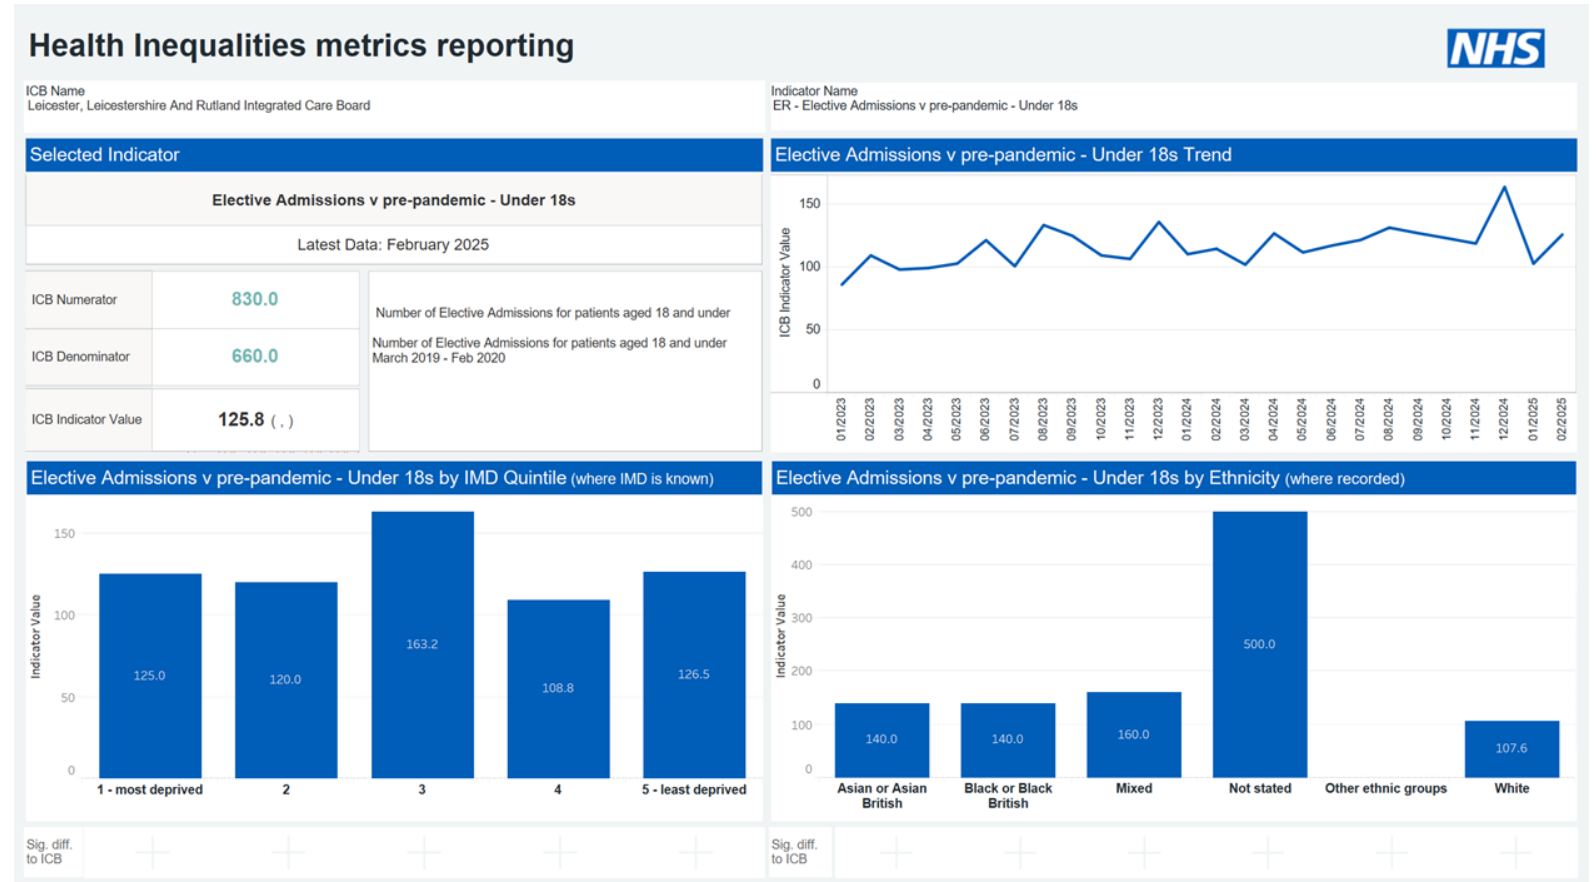 Health Inequalities metrics reporting
NHS
ICB Name
Leicester, Leicestershire And Rutland Integrated Care Board
Indicator Name
ER - Elective Admissions v pre-pandemic - Under 18s
Selected Indicator
Elective Admissions v pre-pandemic - Under 18s
Latest Data: February 2025
ICB Numerator
830.0
ICB Denominator
660.0
ICB Indicator Value
125.8 ( , )
Number of Elective Admissions for patients aged 18 and under
Number of Elective Admissions for patients aged 18 and under
March 2019 - Feb 2020
Elective Admissions v pre-pandemic - Under 18s Trend
ICB Indicator Value
150
100
50
0
01/2023
02/2023
03/2023
04/2023
05/2023
06/2023
07/2023
08/2023
09/2023
10/2023
11/2023
12/2023
01/2024
02/2024
03/2024
04/2024
05/2024
06/2024
07/2024
08/2024
09/2024
10/2024
11/2024
12/2024
01/2025
02/2025
Elective Admissions v pre-pandemic - Under 18s by IMD Quintile (where IMD is known)
Indicator Value
150
100
50
0
125.0
120.0
163.2
108.8
126.5
1 - most deprived
2
3
4
5 - least deprived
Sig. diff.
to ICB
Elective Admissions v pre-pandemic - Under 18s by Ethnicity (where recorded)
Indicator Value
500
400
300
200
100
0
140.0
140.0
160.0
500.0
107.6
Asian or Asian
British
Black or Black
British
Mixed
Not stated
Other ethnic groups
White
Sig. diff.
to ICB